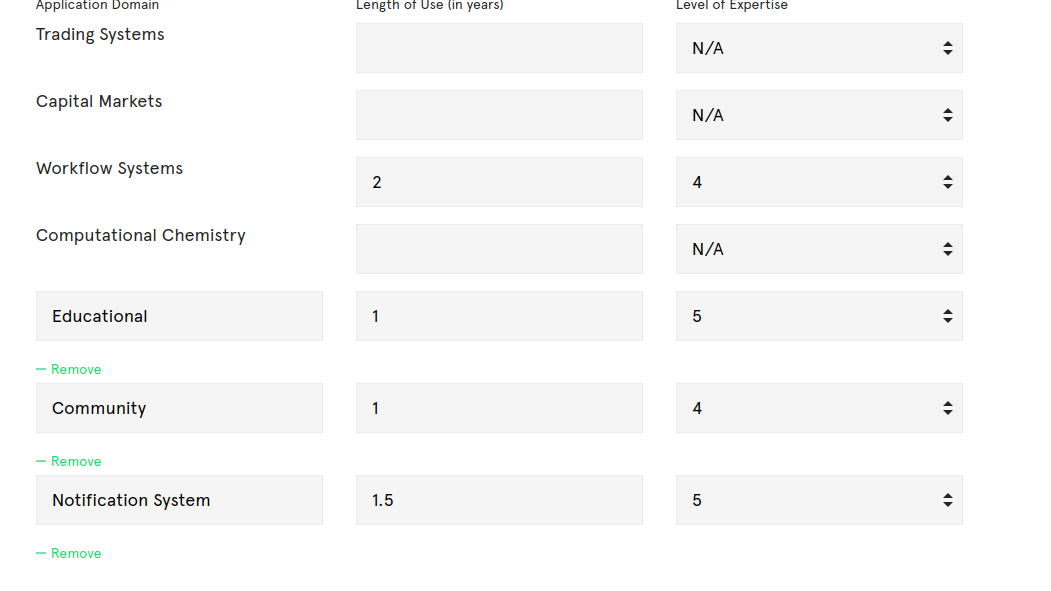 Application Domain Length of Use (in years) Level of Expertise
Trading Systems N/A
Capital Markets N/A
Workflow Systems 2 4
Computational Chemistry N/A
Educational 1 5
— Remove
Community 1 4
— Remove
Notification System 1.5 5
— Remove